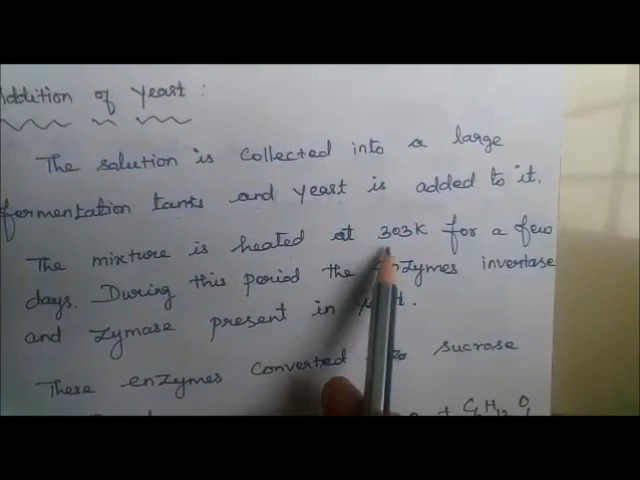 Addition of yeast :
The solution is collected into a large
fermentation tanks and yeast is added to it.
The mixture is heated at 303K for a few
days. During this period the enzymes invertase
and zymase present in
These enzymes converted sucrose
+ C6H12O